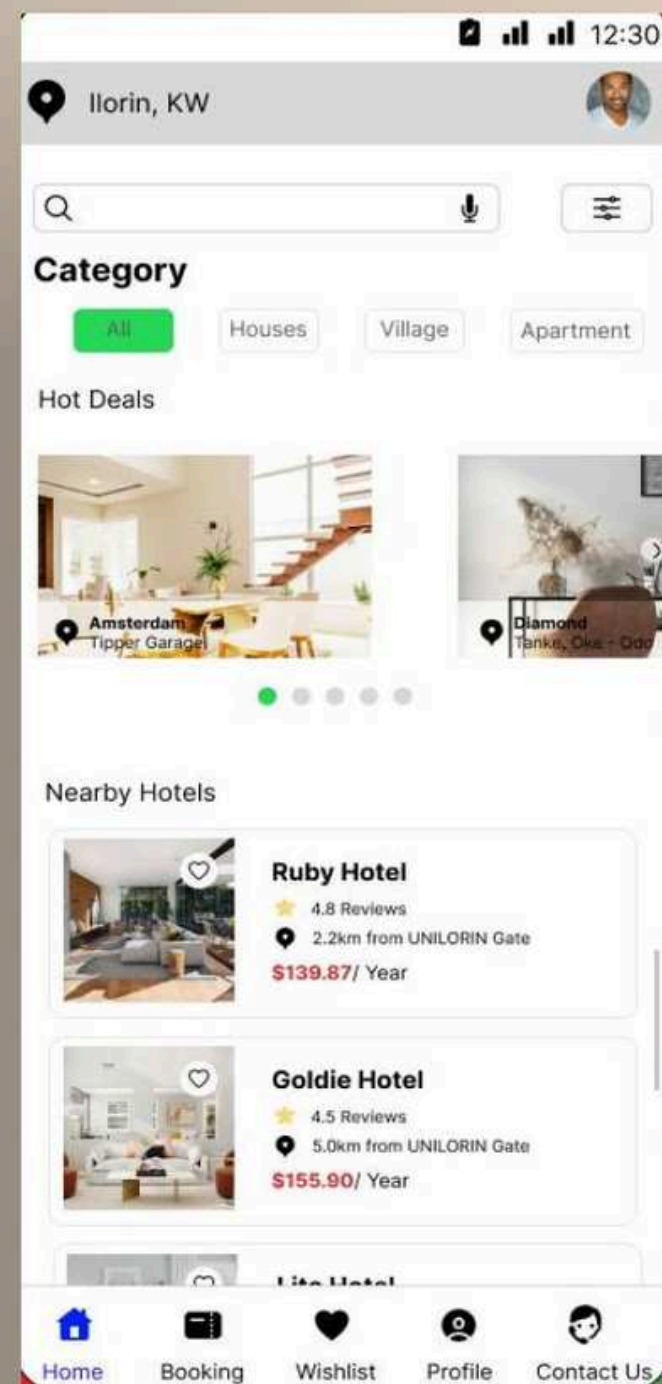 12:30
Ilorin, KW
Category
All
Houses
Village
Apartment
Hot Deals
Amsterdam
Tipper Garage
Diamond
Tanke, Oke - Odo
Nearby Hotels
Ruby Hotel
4.8 Reviews
2.2km from UNILORIN Gate
$139.87/ Year
Goldie Hotel
4.5 Reviews
5.0km from UNILORIN Gate
$155.90/ Year
Lite Hotel
Home
Booking
Wishlist
Profile
Contact Us